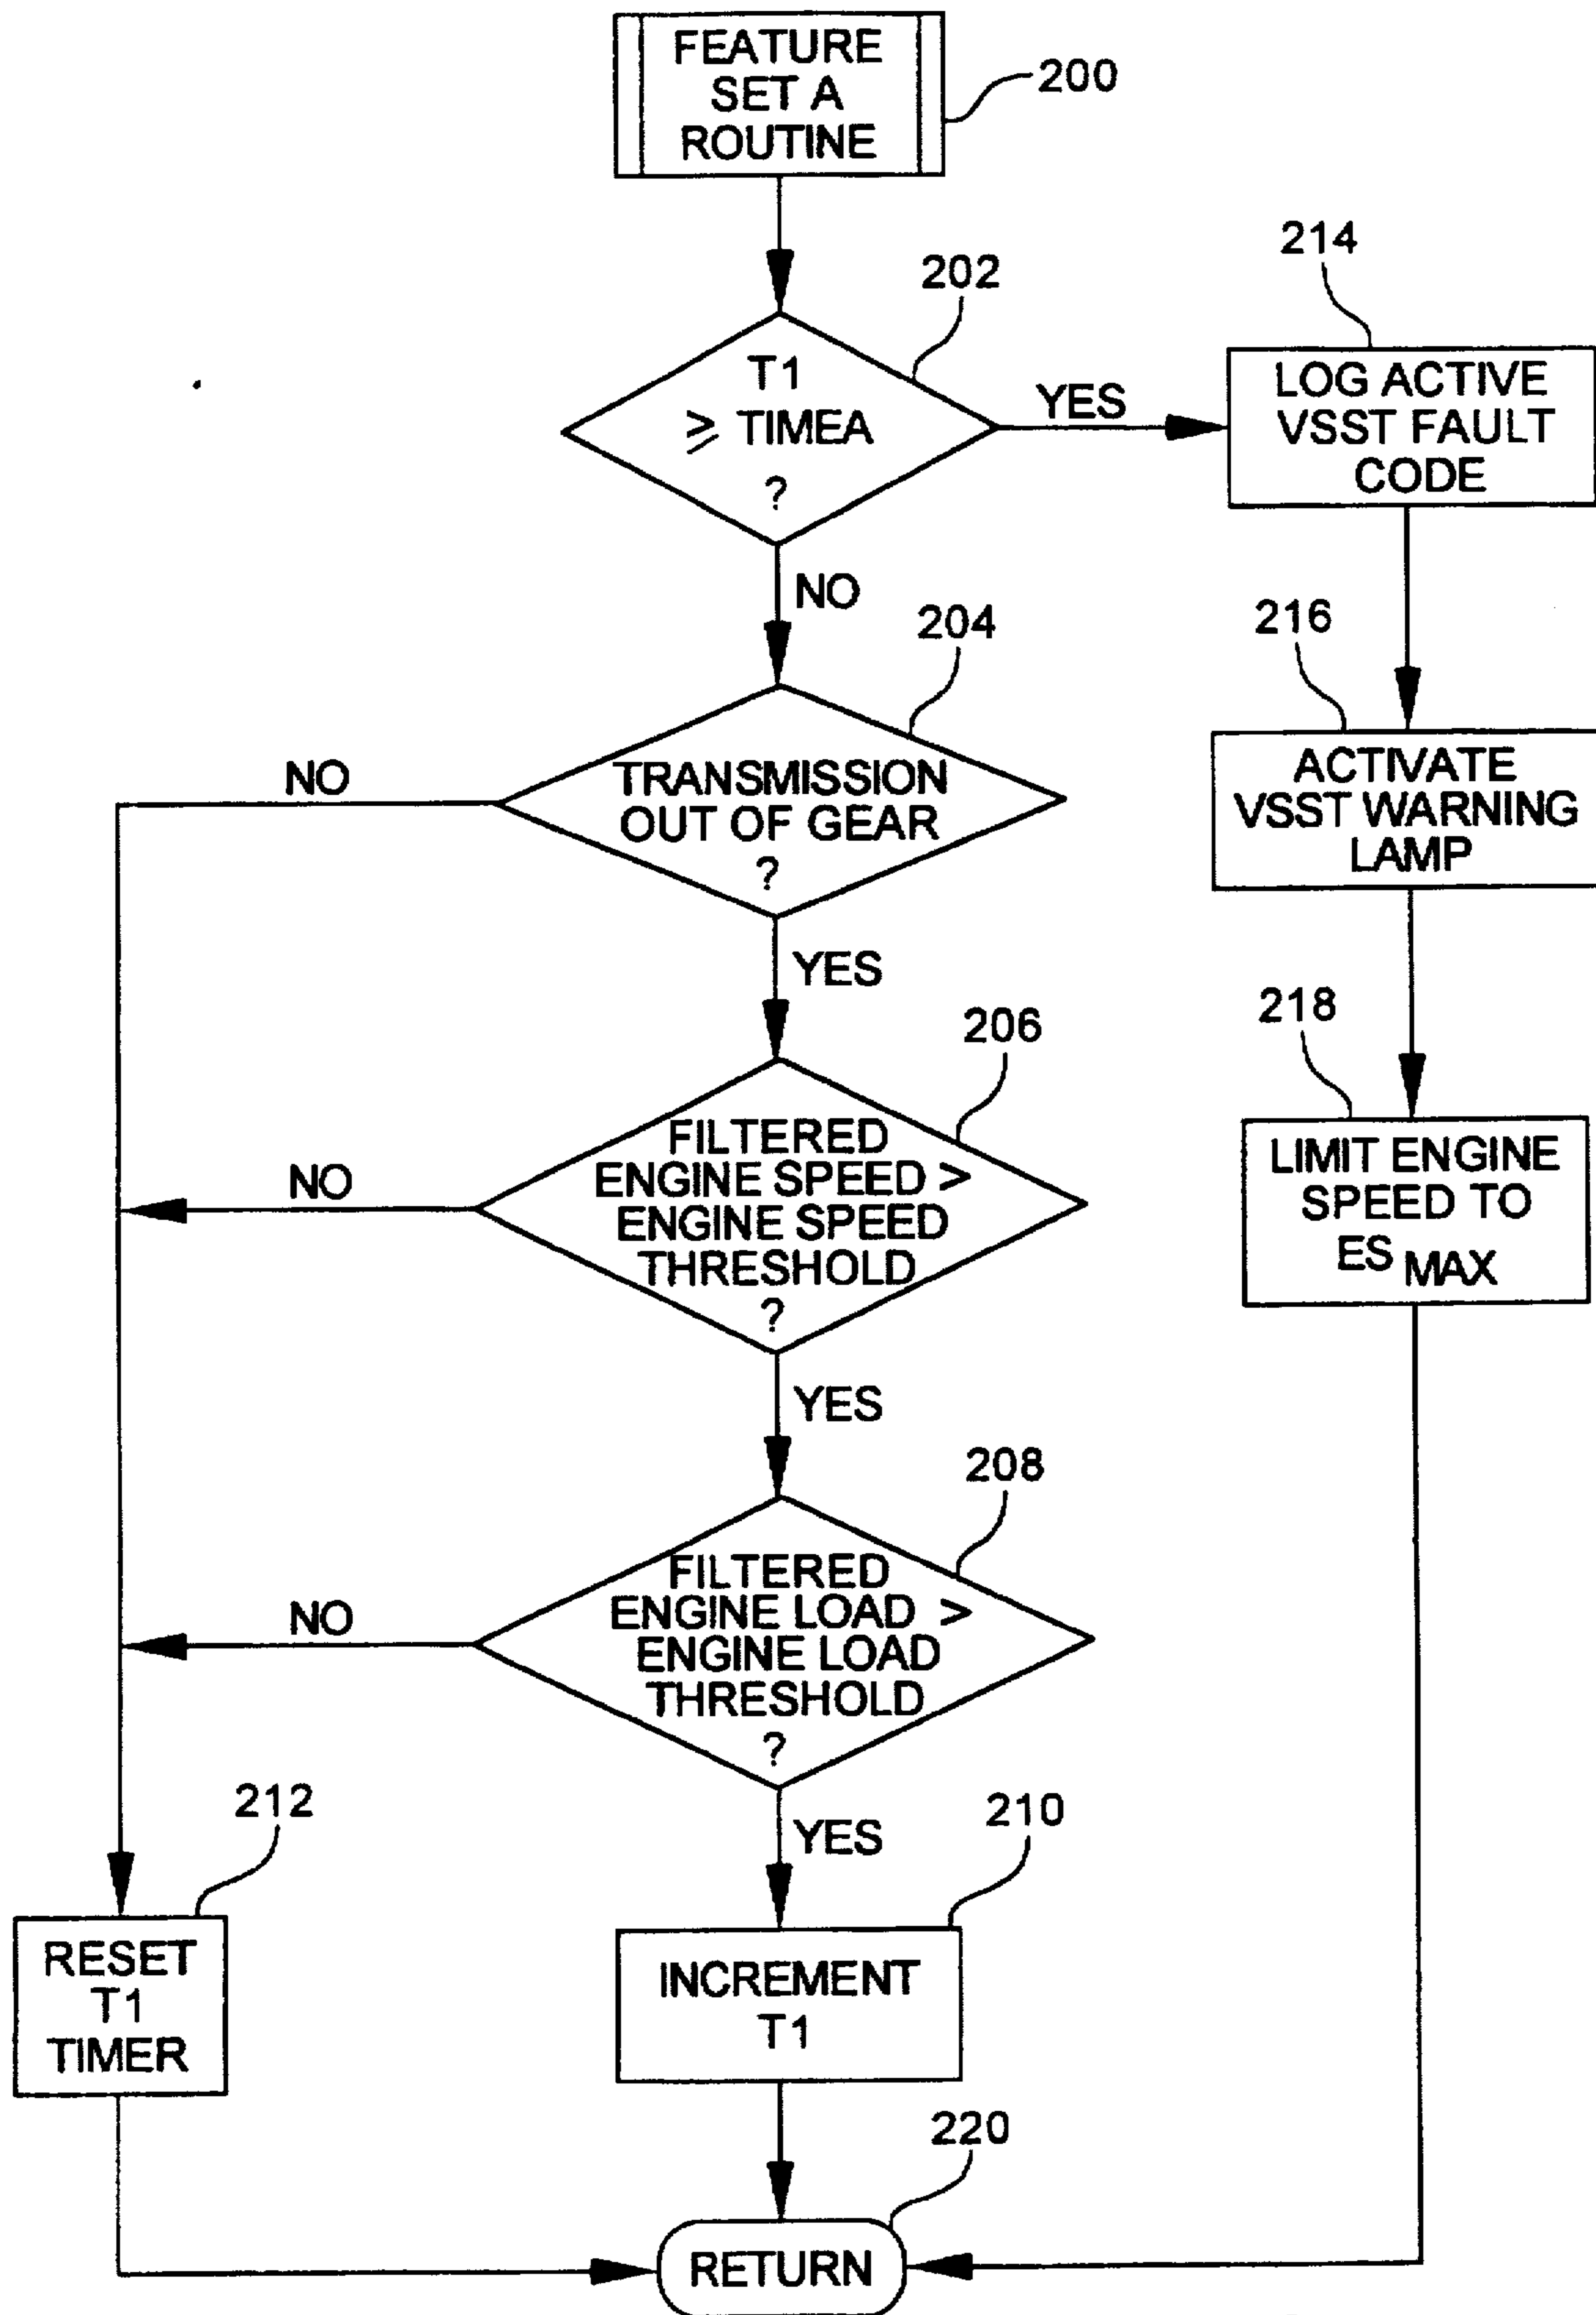 FEATURE
SET A
ROUTINE
200
202
T1
≥ TIMEA
?
YES
214
LOG ACTIVE
VSST FAULT
CODE
NO
204
TRANSMISSION
OUT OF GEAR
?
NO
216
ACTIVATE
VSST WARNING
LAMP
YES
206
FILTERED
ENGINE SPEED >
ENGINE SPEED
THRESHOLD
?
NO
218
LIMIT ENGINE
SPEED TO
ES MAX
YES
208
FILTERED
ENGINE LOAD >
ENGINE LOAD
THRESHOLD
?
NO
212
RESET
T1
TIMER
YES
210
INCREMENT
T1
220
RETURN